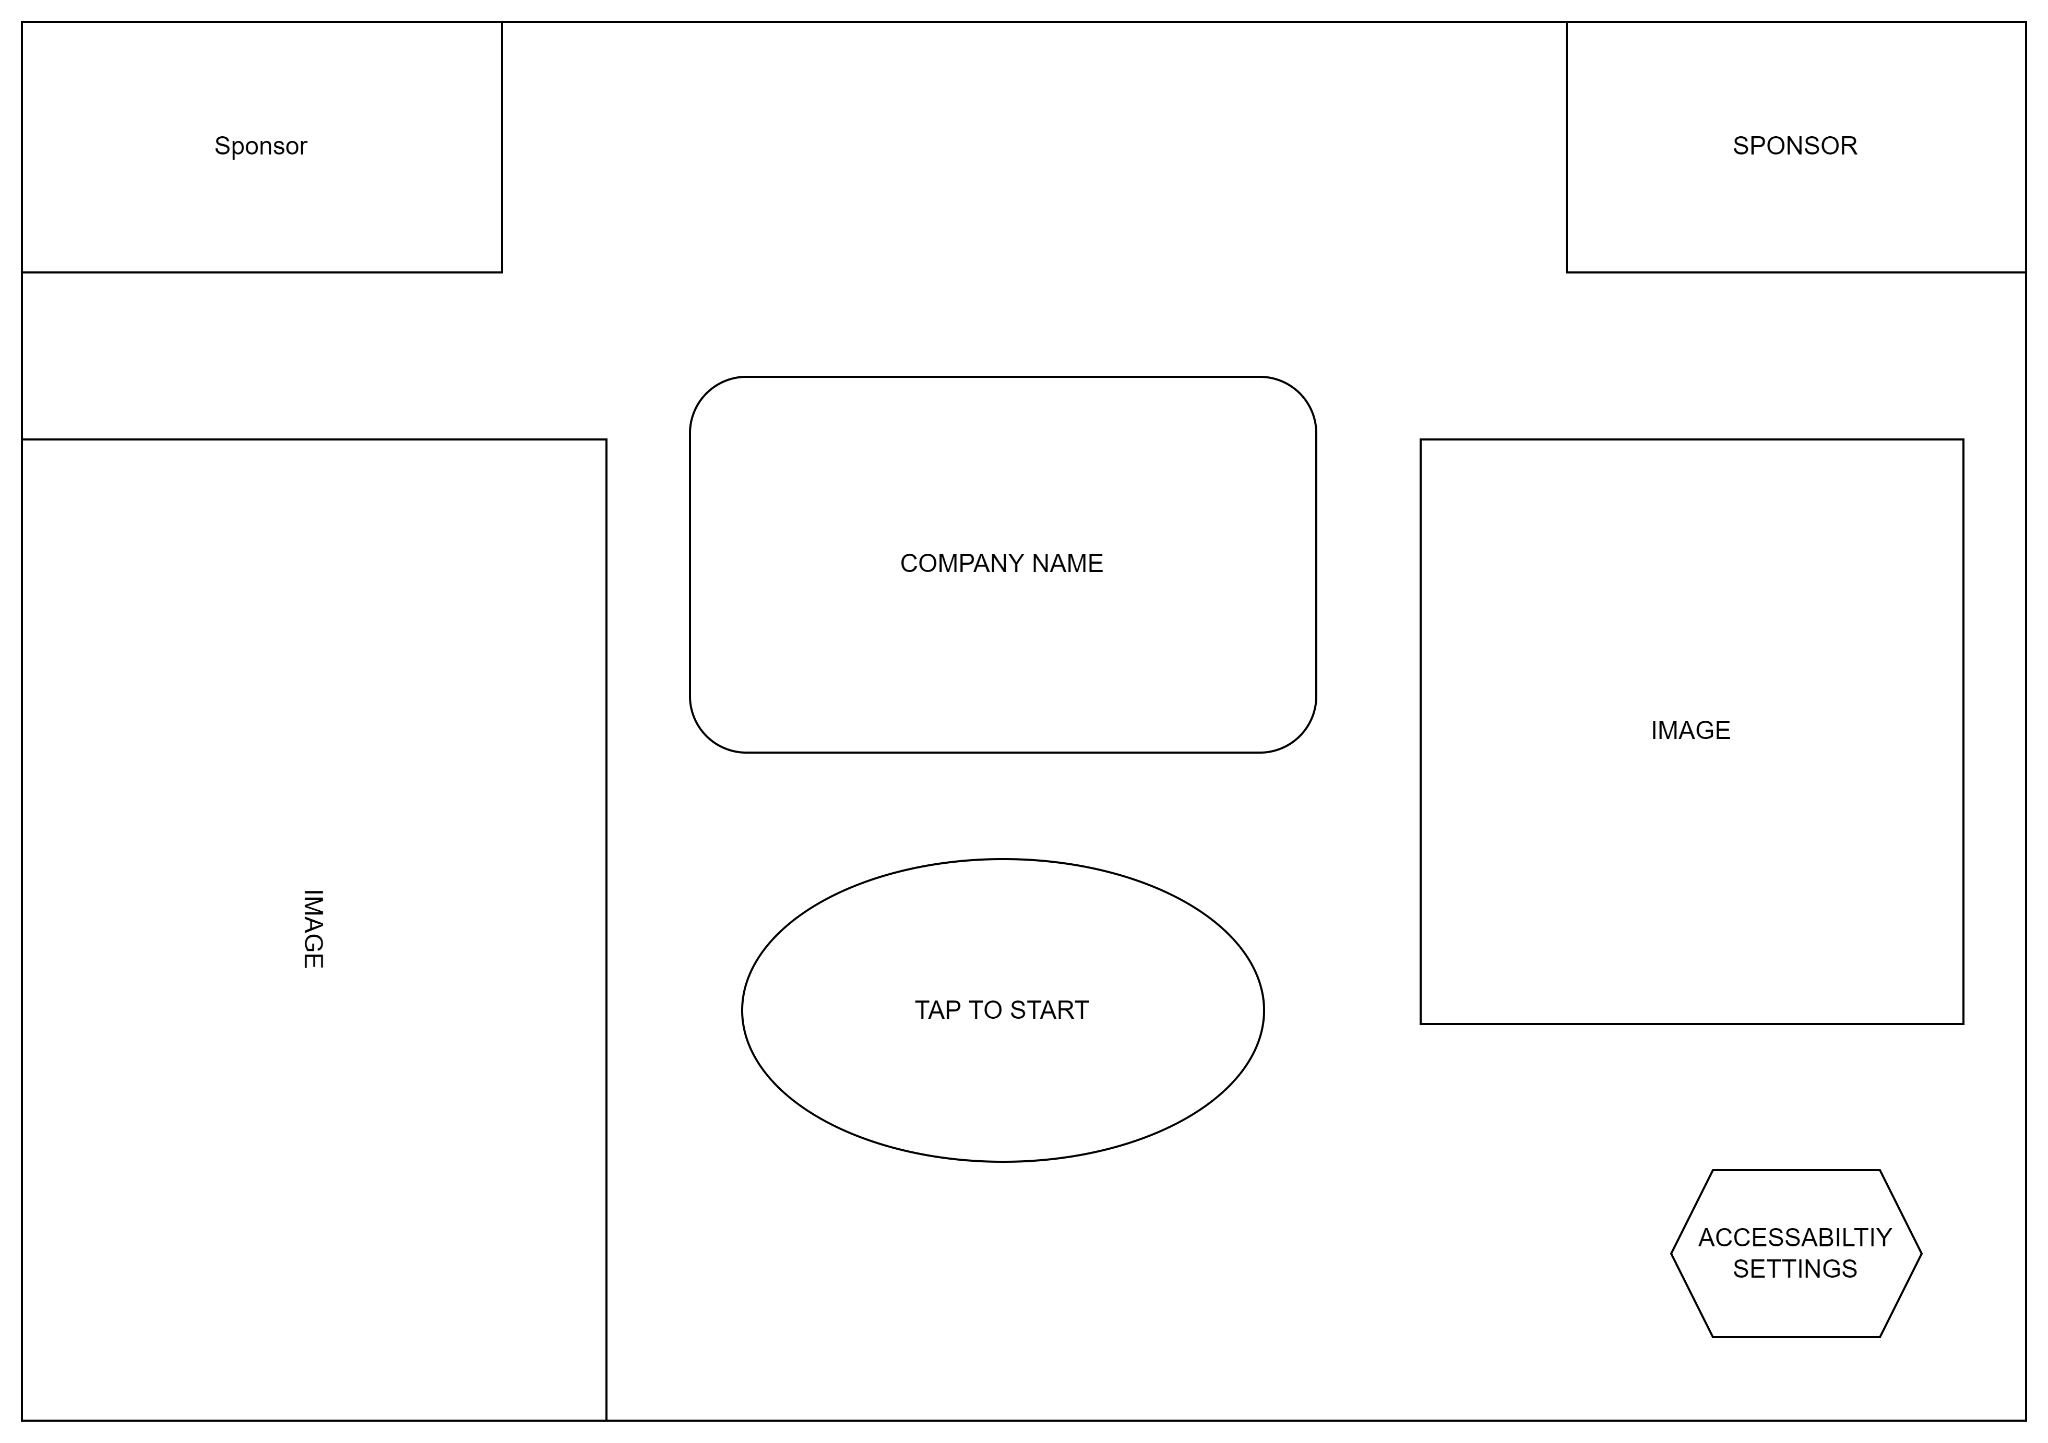 Sponsor
SPONSOR
COMPANY NAME
IMAGE
IMAGE
TAP TO START
ACCESSABILTIY
SETTINGS